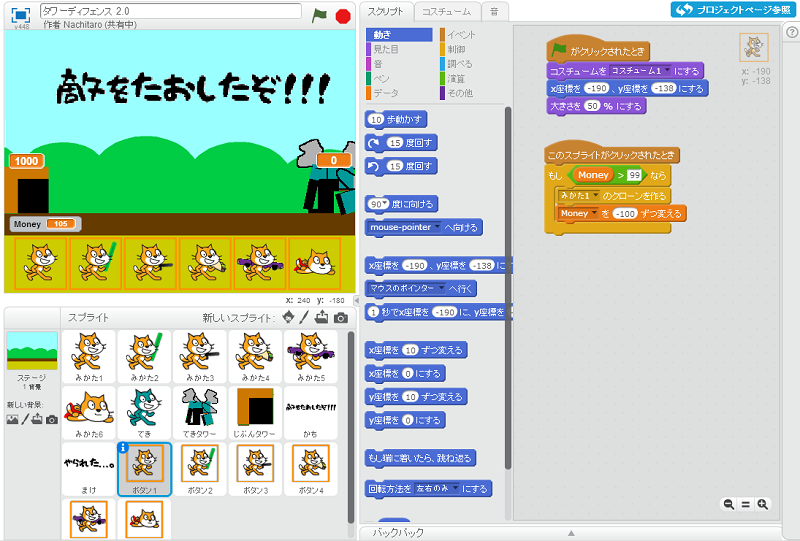 タワーディフェンス 2.0
作者 Nachitaro (共有中)
y448
敵をたおしたぞ!!!
1000
0
Money 105
x: 240 y: -180
スプライト
新しいスプライト:
ステージ
1 背景
新しい背景:
みかた1
みかた2
みかた3
みかた4
みかた5
みかた6
てき
てきタワー
じぶんタワー
敵をたおしたぞ!!!
かち
やられた...。
まけ
ボタン1
ボタン2
ボタン3
ボタン4
スクリプト
コスチューム
音
プロジェクトページ参照
動き
イベント
見た目
制御
音
調べる
ペン
演算
データ
その他
10 歩動かす
15 度回す
15 度回す
90 度に向ける
mouse-pointer へ向ける
x座標を -190 、y座標を -138 に
マウスのポインター へ行く
1 秒でx座標を -190 に、y座標を
x座標を 10 ずつ変える
x座標を 0 にする
y座標を 10 ずつ変える
y座標を 0 にする
もし端に着いたら、跳ね返る
回転方法を 左右のみ にする
がクリックされたとき
コスチュームを コスチューム1 にする
x座標を -190 、y座標を -138 にする
大きさを 50 % にする
x: -190
y: -138
このスプライトがクリックされたとき
もし Money > 99 なら
みかた1 のクローンを作る
Money を -100 ずつ変える
バックパック